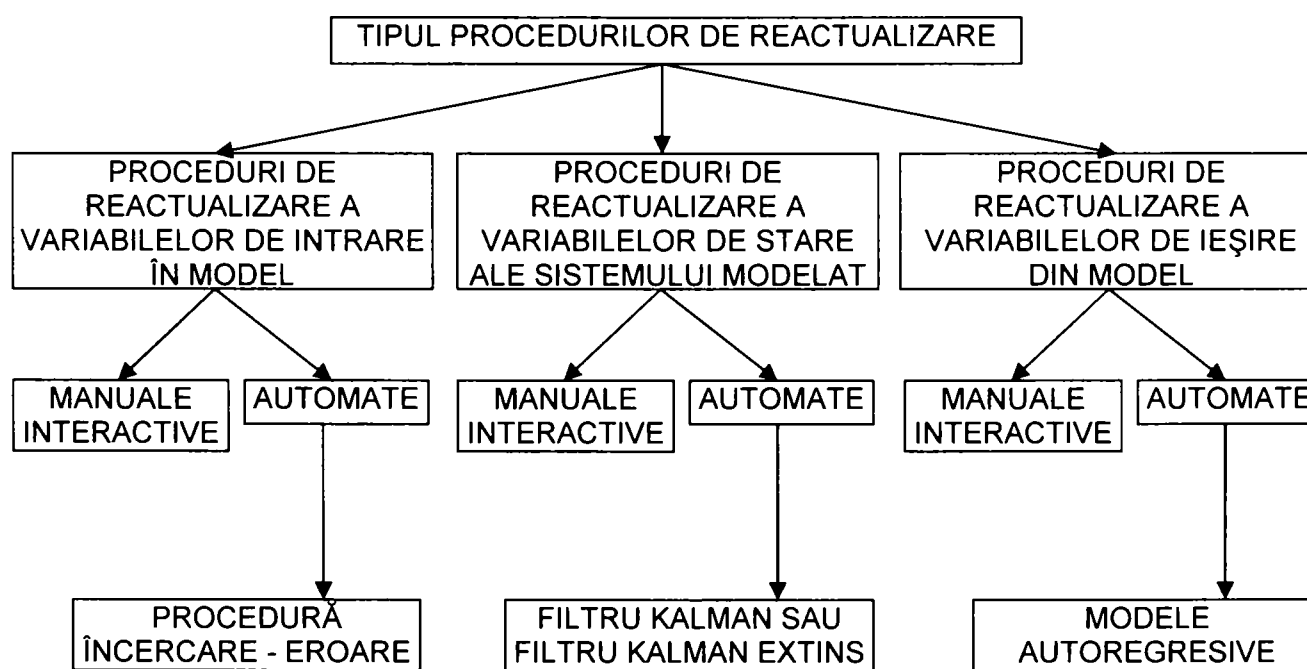 TIPUL PROCEDURILOR DE REACTUALIZARE
PROCEDURI DE
REACTUALIZARE A
VARIABILELOR DE INTRARE
ÎN MODEL
PROCEDURI DE
REACTUALIZARE A
VARIABILELOR DE STARE
ALE SISTEMULUI MODELAT
PROCEDURI DE
REACTUALIZARE A
VARIABILELOR DE IEŞIRE
DIN MODEL
MANUALE
INTERACTIVE
AUTOMATE
MANUALE
INTERACTIVE
AUTOMATE
MANUALE
INTERACTIVE
AUTOMATE
PROCEDURĂ
ÎNCERCARE - EROARE
FILTRU KALMAN SAU
FILTRU KALMAN EXTINS
MODELE
AUTOREGRESIVE